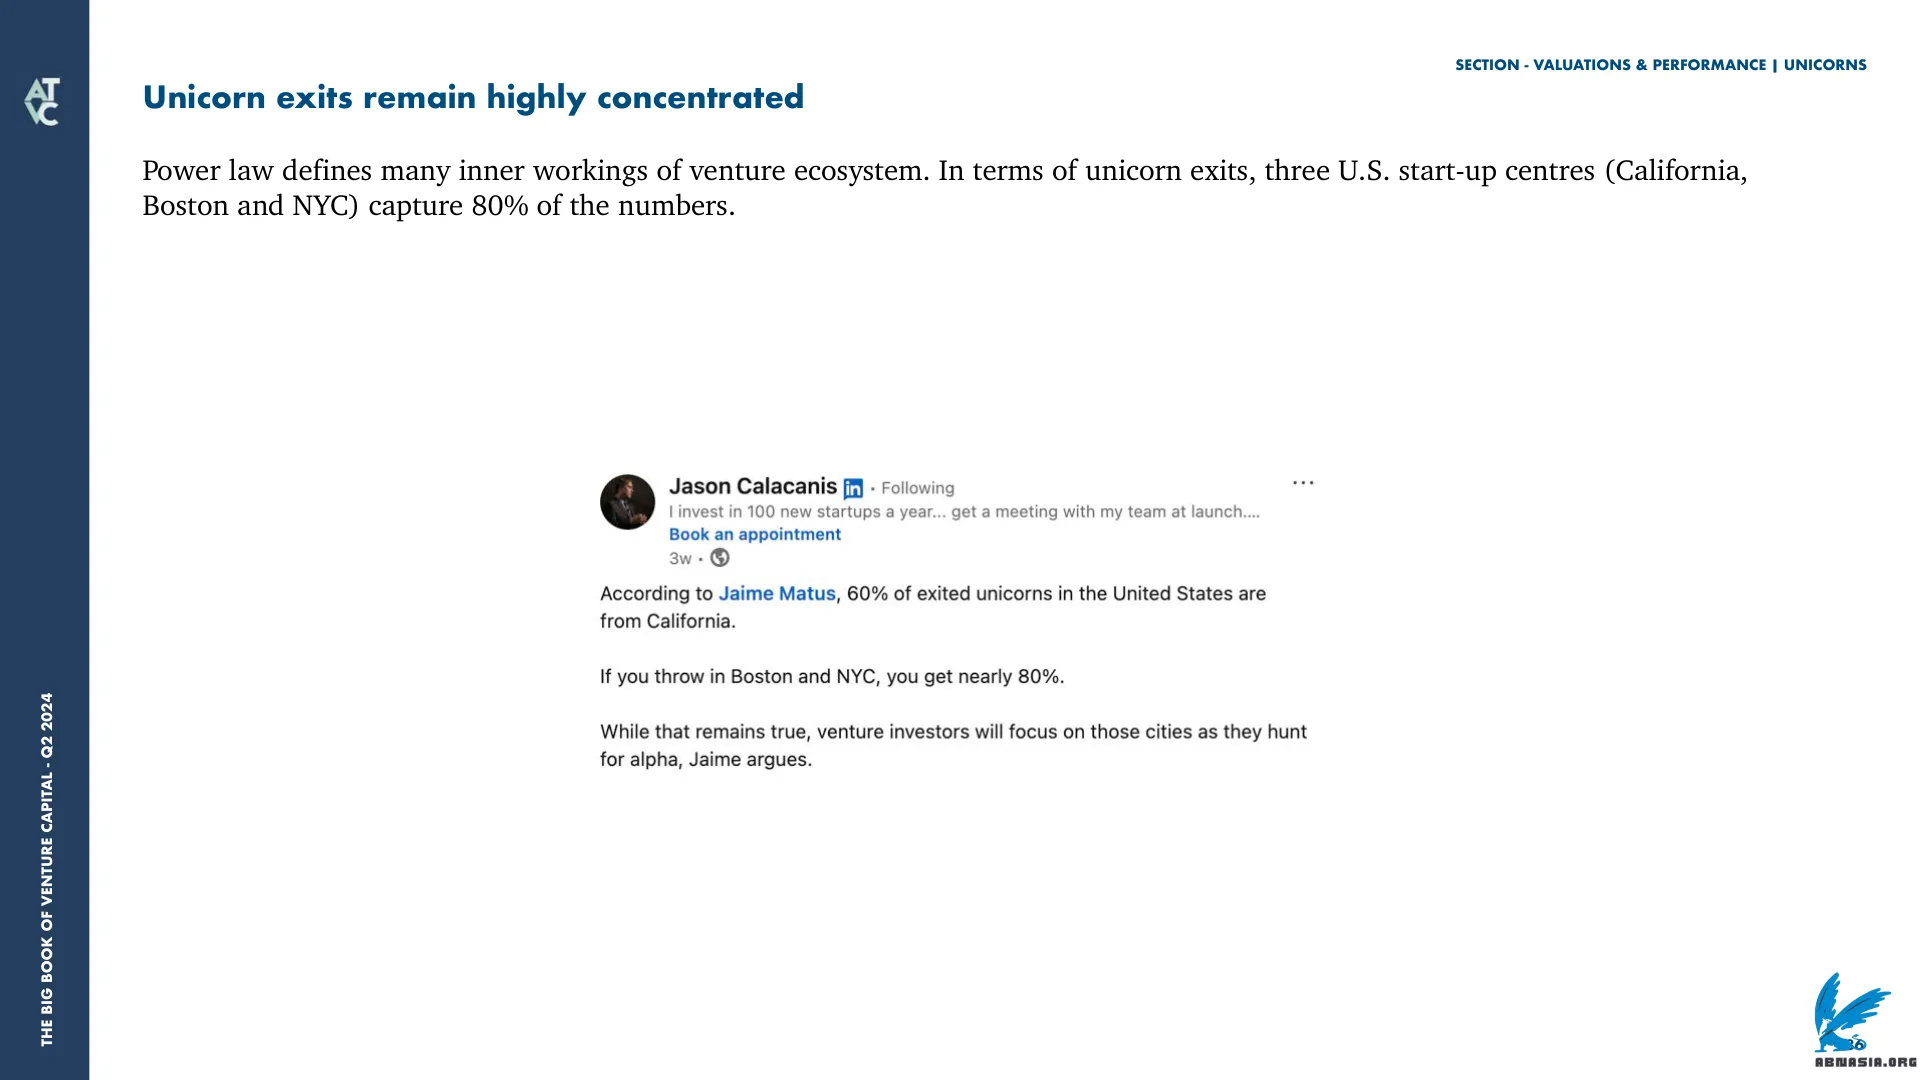 SECTION - VALUATIONS & PERFORMANCE | UNICORNS
AT
VC
Unicorn exits remain highly concentrated
Power law defines many inner workings of venture ecosystem. In terms of unicorn exits, three U.S. start-up centres (California,
Boston and NYC) capture 80% of the numbers.
Jason Calacanis in · Following
I invest in 100 new startups a year... get a meeting with my team at launch....
Book an appointment
3w ·
According to Jaime Matus, 60% of exited unicorns in the United States are
from California.
If you throw in Boston and NYC, you get nearly 80%.
While that remains true, venture investors will focus on those cities as they hunt
for alpha, Jaime argues.
THE BIG BOOK OF VENTURE CAPITAL - Q2 2024
36
ABNASIA.ORG